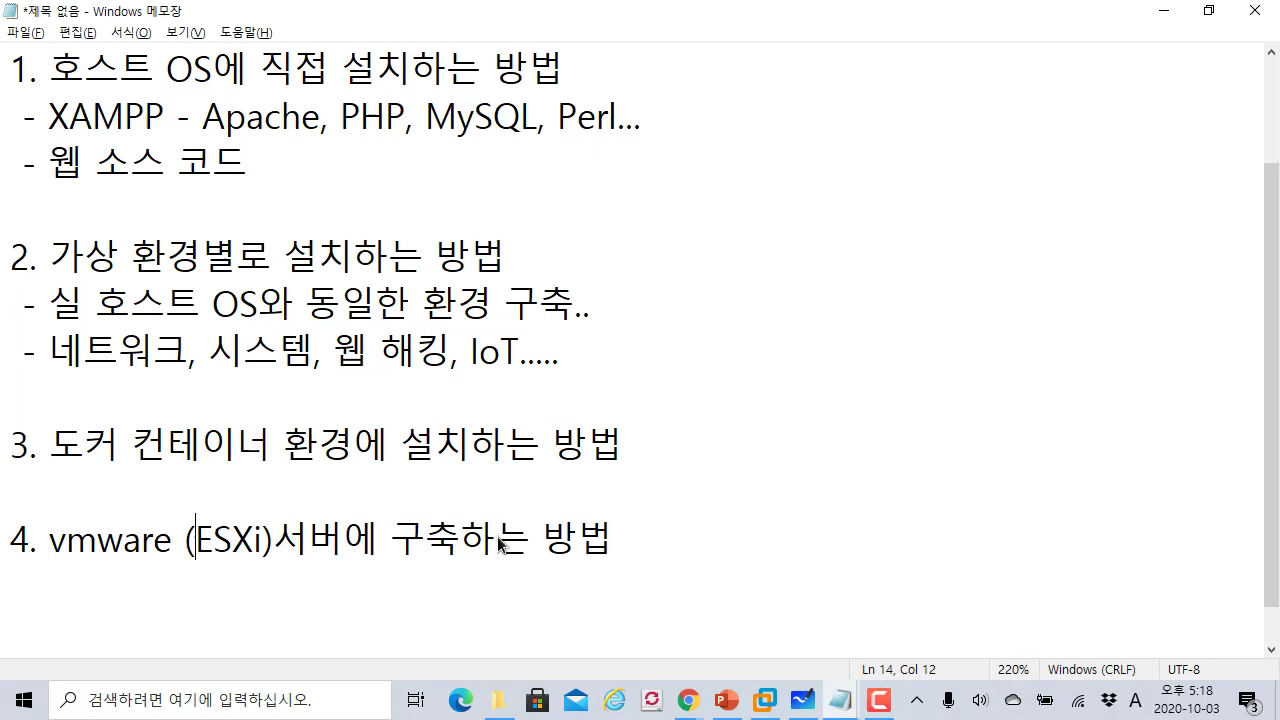 *제목 없음 - Windows 메모장
파일(F) 편집(E) 서식(O) 보기(V) 도움말(H)
1. 호스트 OS에 직접 설치하는 방법
- XAMPP - Apache, PHP, MySQL, Perl...
- 웹 소스 코드
2. 가상 환경별로 설치하는 방법
- 실 호스트 OS와 동일한 환경 구축..
- 네트워크, 시스템, 웹 해킹, IoT.....
3. 도커 컨테이너 환경에 설치하는 방법
4. vmware (ESXi)서버에 구축하는 방법
Ln 14, Col 12 220% Windows (CRLF) UTF-8
검색하려면 여기에 입력하십시오.
A
오후 5:18
2020-10-03
3